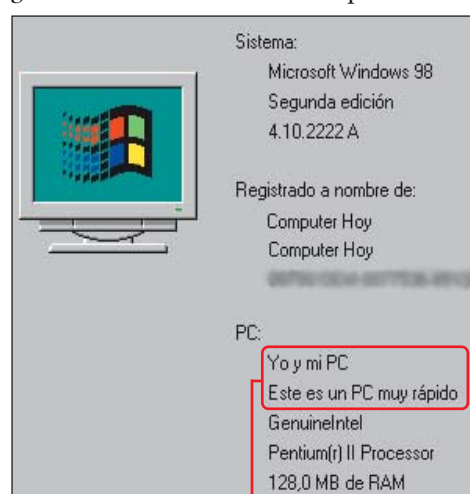 Sistema:
Microsoft Windows 98
Segunda edición
4.10.2222 A
Registrado a nombre de:
Computer Hoy
Computer Hoy
PC:
Yo y mi PC
Este es un PC muy rápido
GenuineIntel
Pentium(r) II Processor
128,0 MB de RAM